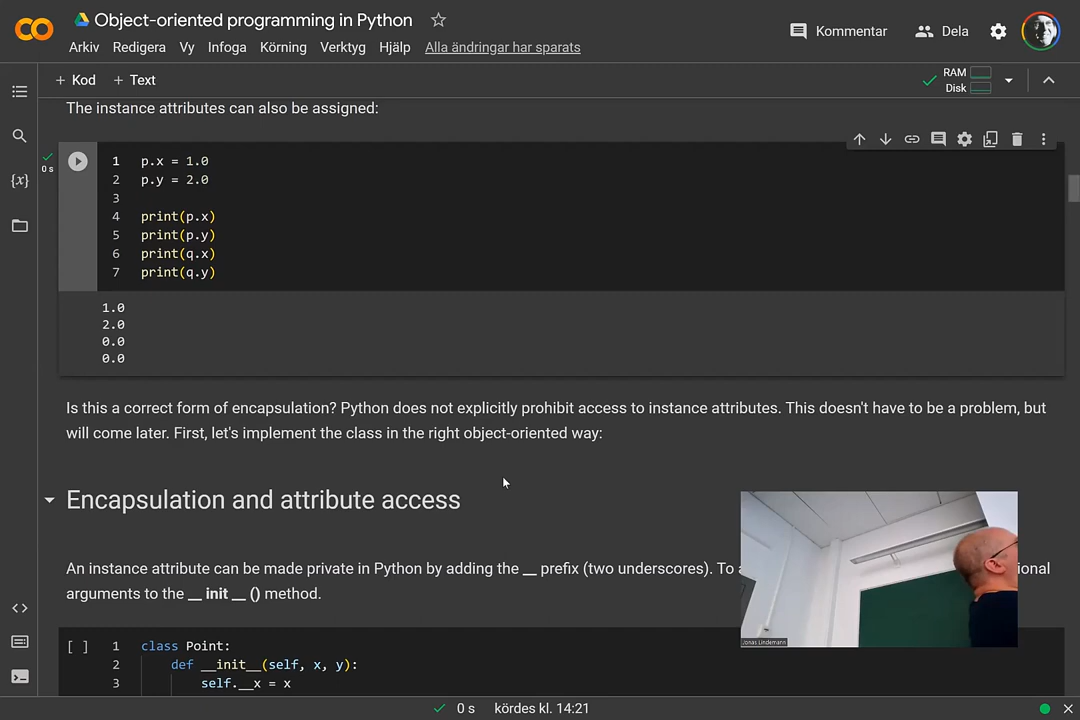 Object-oriented programming in Python
Arkiv Redigera Vy Infoga Körning Verktyg Hjälp Alla ändringar har sparats
Kommentar Dela
+ Kod + Text
RAM
Disk
The instance attributes can also be assigned:
0 s
1 p.x = 1.0
2 p.y = 2.0
3
4 print(p.x)
5 print(p.y)
6 print(q.x)
7 print(q.y)
1.0
2.0
0.0
0.0
Is this a correct form of encapsulation? Python does not explicitly prohibit access to instance attributes. This doesn't have to be a problem, but
will come later. First, let's implement the class in the right object-oriented way:
Encapsulation and attribute access
An instance attribute can be made private in Python by adding the __ prefix (two underscores). To a
ional
arguments to the __ init __ () method.
Jonas Lindemann
[ ] 1 class Point:
2 def __init__(self, x, y):
3 self.__x = x
0 s kördes kl. 14:21